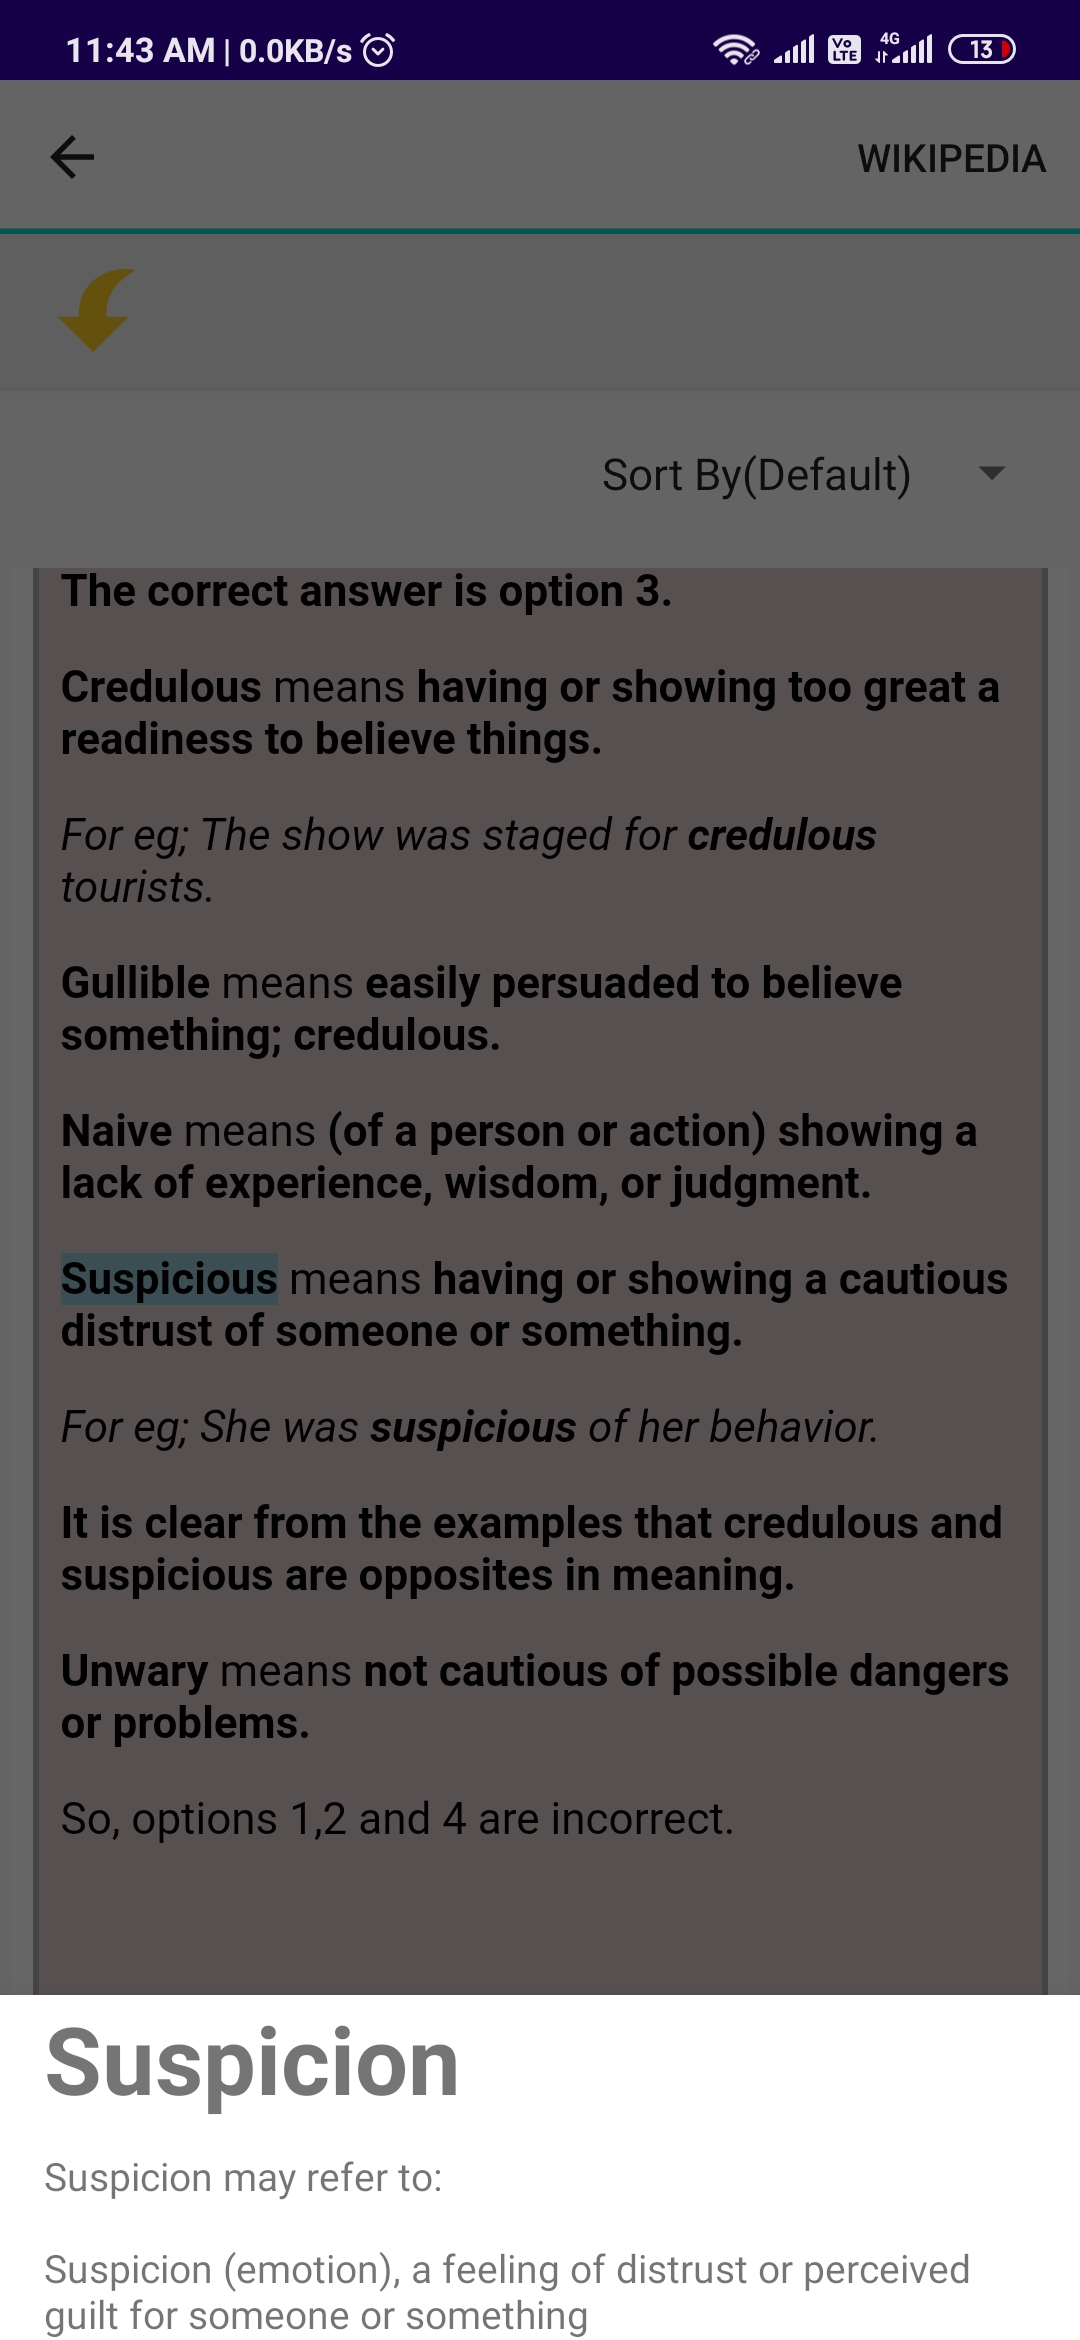 11:43 AM | 0.0KB/s
Vo
LTE
4G
13
WIKIPEDIA
Sort By(Default)
The correct answer is option 3.
Credulous means having or showing too great a
readiness to believe things.
For eg; The show was staged for credulous
tourists.
Gullible means easily persuaded to believe
something; credulous.
Naive means (of a person or action) showing a
lack of experience, wisdom, or judgment.
Suspicious means having or showing a cautious
distrust of someone or something.
For eg; She was suspicious of her behavior.
It is clear from the examples that credulous and
suspicious are opposites in meaning.
Unwary means not cautious of possible dangers
or problems.
So, options 1,2 and 4 are incorrect.
Suspicion
Suspicion may refer to:
Suspicion (emotion), a feeling of distrust or perceived
guilt for someone or something